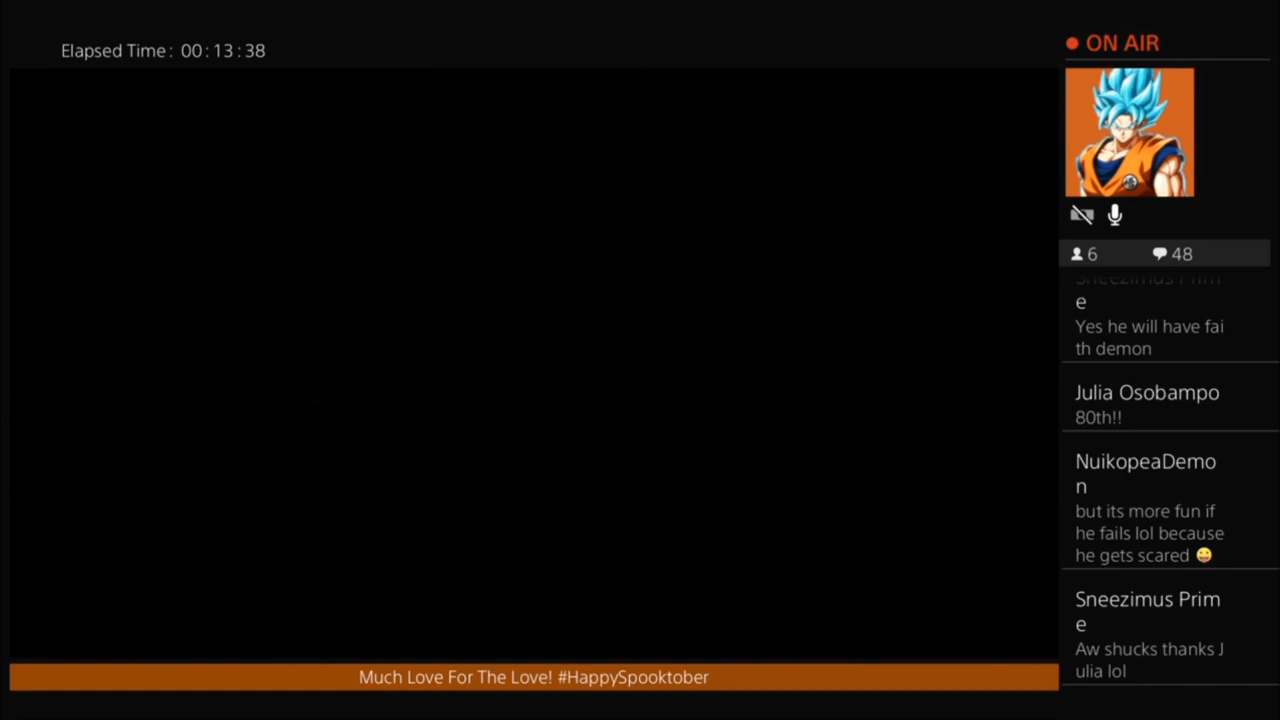 Elapsed Time: 00:13:38
ON AIR
6 48
Sneezimus Prim
e
Yes he will have fai
th demon
Julia Osobampo
80th!!
NuikopeaDemo
n
but its more fun if
he fails lol because
he gets scared 😀
Sneezimus Prim
e
Aw shucks thanks J
ulia lol
Much Love For The Love! #HappySpooktober